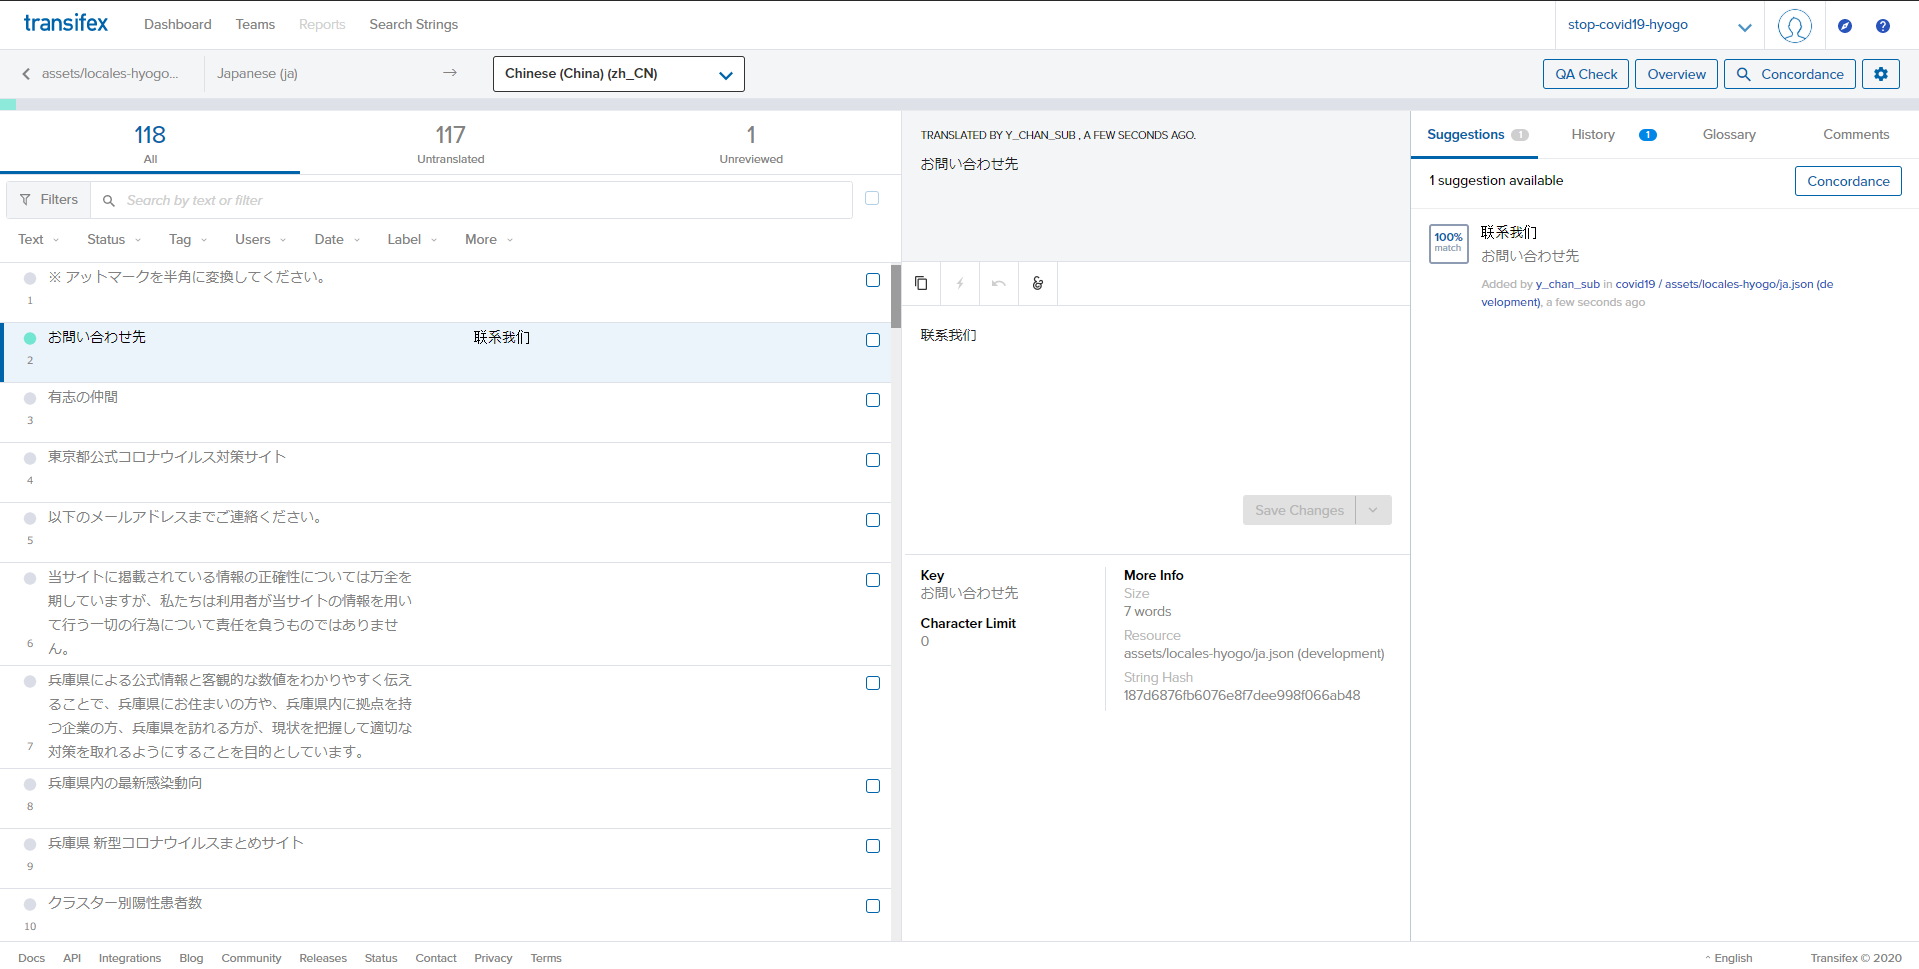 transifex
Dashboard Teams Reports Search Strings
stop-covid19-hyogo
assets/locales-hyogo...
Japanese (ja)
Chinese (China) (zh_CN)
QA Check
Overview
Concordance
118
All
117
Untranslated
1
Unreviewed
Filters
Search by text or filter
Text Status Tag Users Date Label More
※ アットマークを半角に変換してください。
1
お問い合わせ先 联系我们
2
有志の仲間
3
東京都公式コロナウイルス対策サイト
4
以下のメールアドレスまでご連絡ください。
5
当サイトに掲載されている情報の正確性については万全を
期していますが、私たちは利用者が当サイトの情報を用い
て行う一切の行為について責任を負うものではありませ
ん。
6
兵庫県による公式情報と客観的な数値をわかりやすく伝え
ることで、兵庫県にお住まいの方や、兵庫県内に拠点を持
つ企業の方、兵庫県を訪れる方が、現状を把握して適切な
対策を取れるようにすることを目的としています。
7
兵庫県内の最新感染動向
8
兵庫県 新型コロナウイルスまとめサイト
9
クラスター別陽性患者数
10
TRANSLATED BY Y_CHAN_SUB , A FEW SECONDS AGO.
お問い合わせ先
联系我们
Save Changes
Key
お問い合わせ先
Character Limit
0
More Info
Size
7 words
Resource
assets/locales-hyogo/ja.json (development)
String Hash
187d6876fb6076e8f7dee998f066ab48
Suggestions 1 History 1 Glossary Comments
1 suggestion available
Concordance
100%
match
联系我们
お問い合わせ先
Added by y_chan_sub in covid19 / assets/locales-hyogo/ja.json (de
velopment), a few seconds ago
Docs API Integrations Blog Community Releases Status Contact Privacy Terms
English
Transifex © 2020